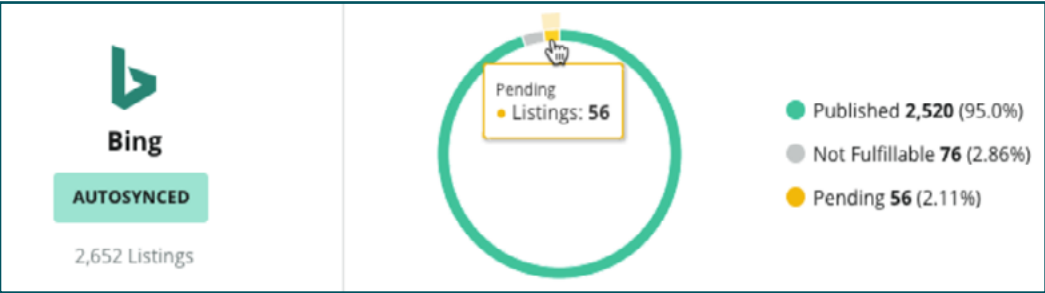 Bing
AUTOSYNCED
2,652 Listings
Pending
Listings: 56
Published 2,520 (95.0%)
Not Fulfillable 76 (2.86%)
Pending 56 (2.11%)